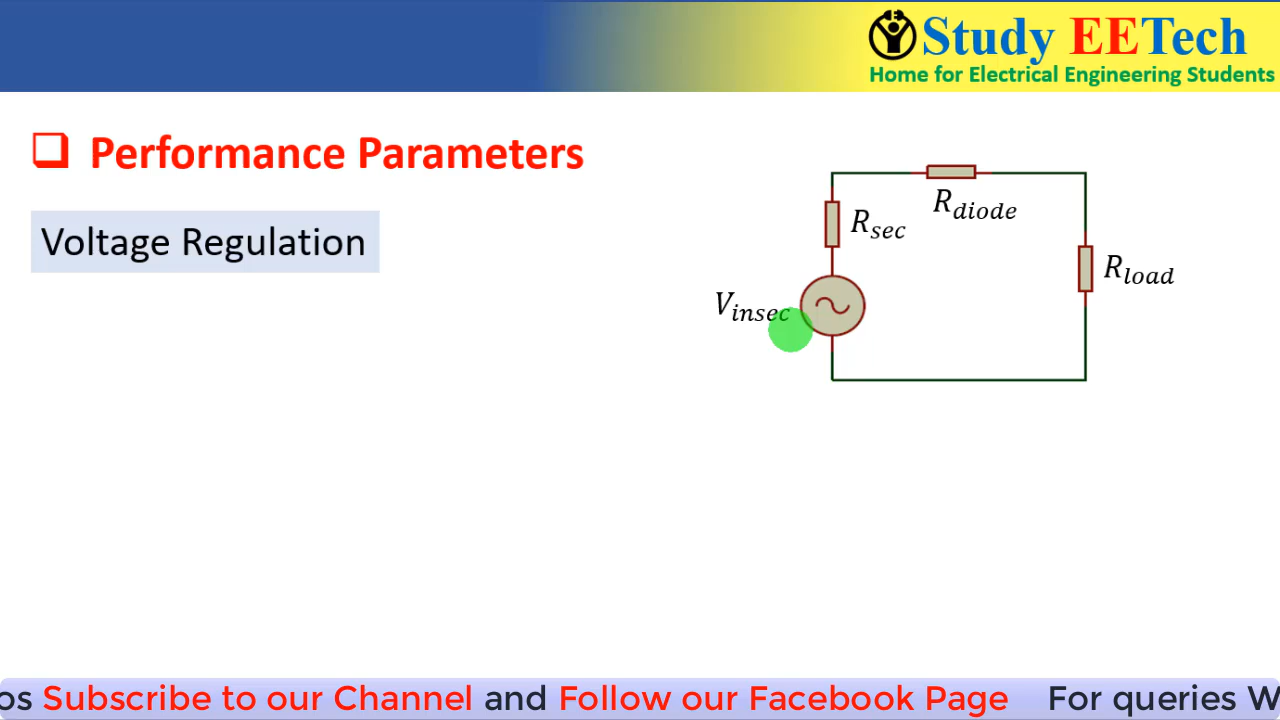 Study EETech
Home for Electrical Engineering Students
Performance Parameters
Voltage Regulation
R_diode
R_sec
R_load
V_insec
os Subscribe to our Channel and Follow our Facebook Page For queries W